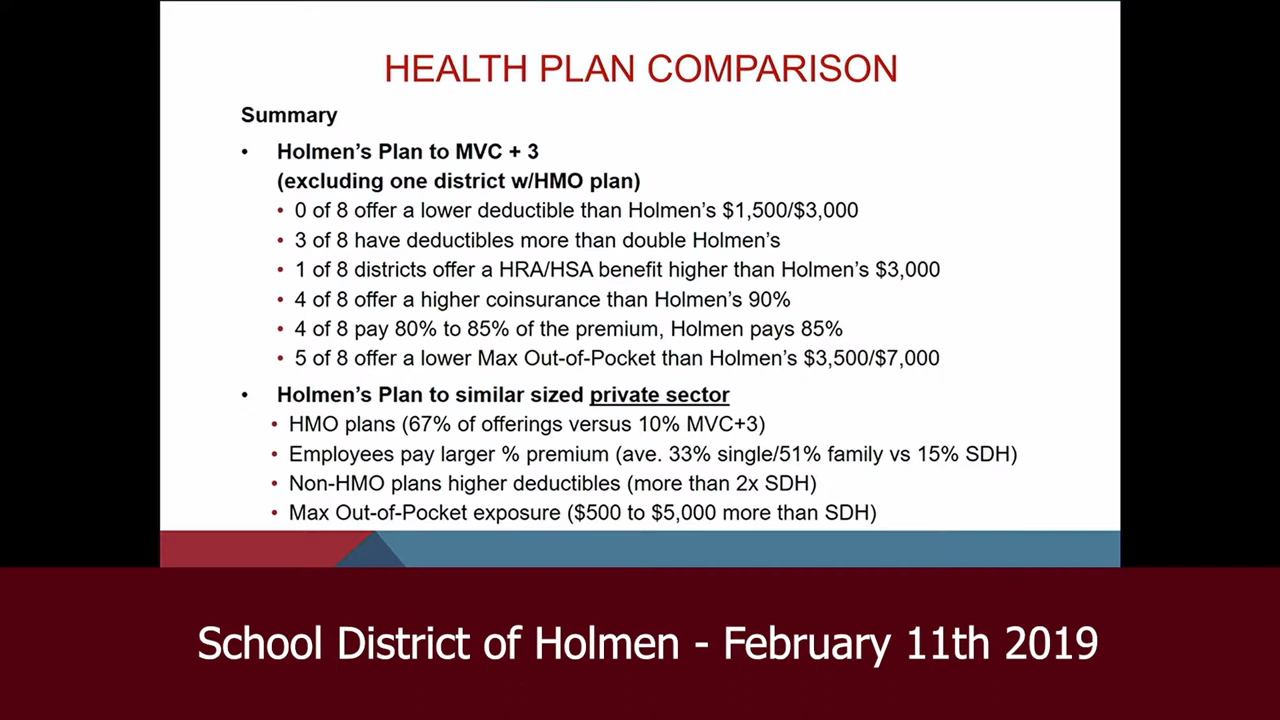 HEALTH PLAN COMPARISON
Summary
• Holmen's Plan to MVC + 3
(excluding one district w/HMO plan)
• 0 of 8 offer a lower deductible than Holmen's $1,500/$3,000
• 3 of 8 have deductibles more than double Holmen's
• 1 of 8 districts offer a HRA/HSA benefit higher than Holmen's $3,000
• 4 of 8 offer a higher coinsurance than Holmen's 90%
• 4 of 8 pay 80% to 85% of the premium, Holmen pays 85%
• 5 of 8 offer a lower Max Out-of-Pocket than Holmen's $3,500/$7,000
• Holmen's Plan to similar sized private sector
• HMO plans (67% of offerings versus 10% MVC+3)
• Employees pay larger % premium (ave. 33% single/51% family vs 15% SDH)
• Non-HMO plans higher deductibles (more than 2x SDH)
• Max Out-of-Pocket exposure ($500 to $5,000 more than SDH)
School District of Holmen - February 11th 2019